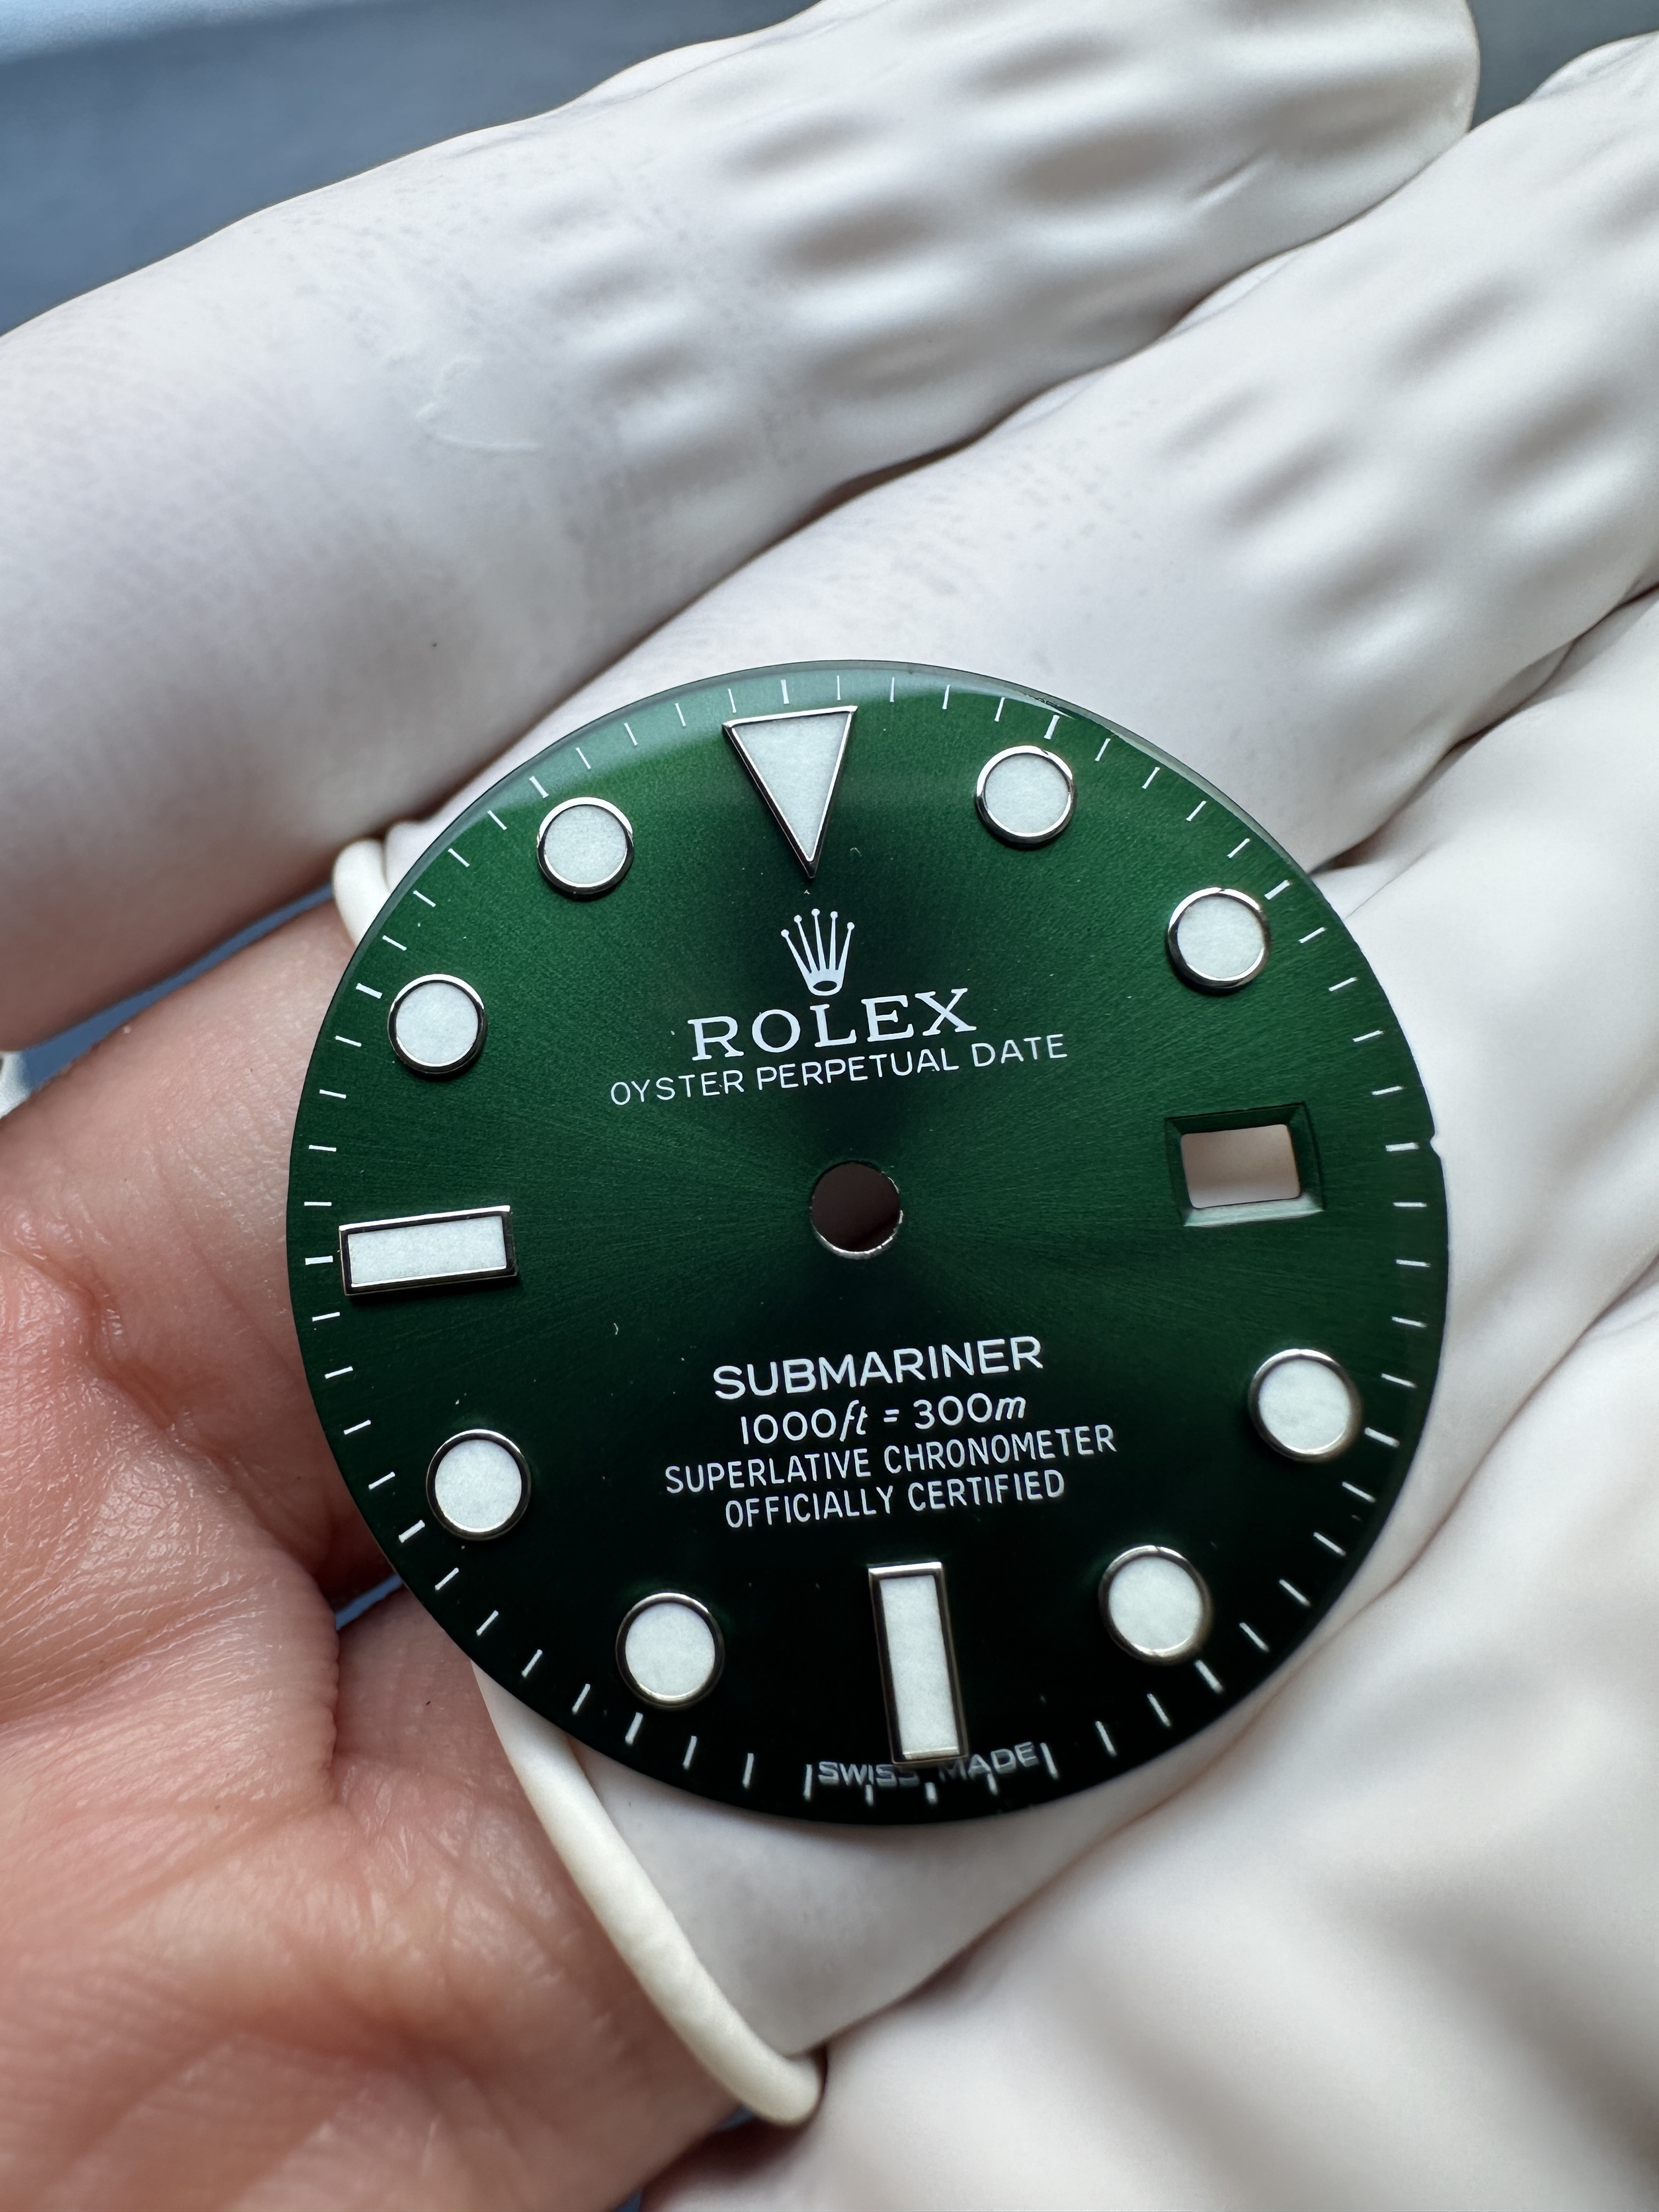 ROLEX
OYSTER PERPETUAL DATE
SUBMARINER
1000ft = 300m
SUPERLATIVE CHRONOMETER
OFFICIALLY CERTIFIED
SWISS MADE